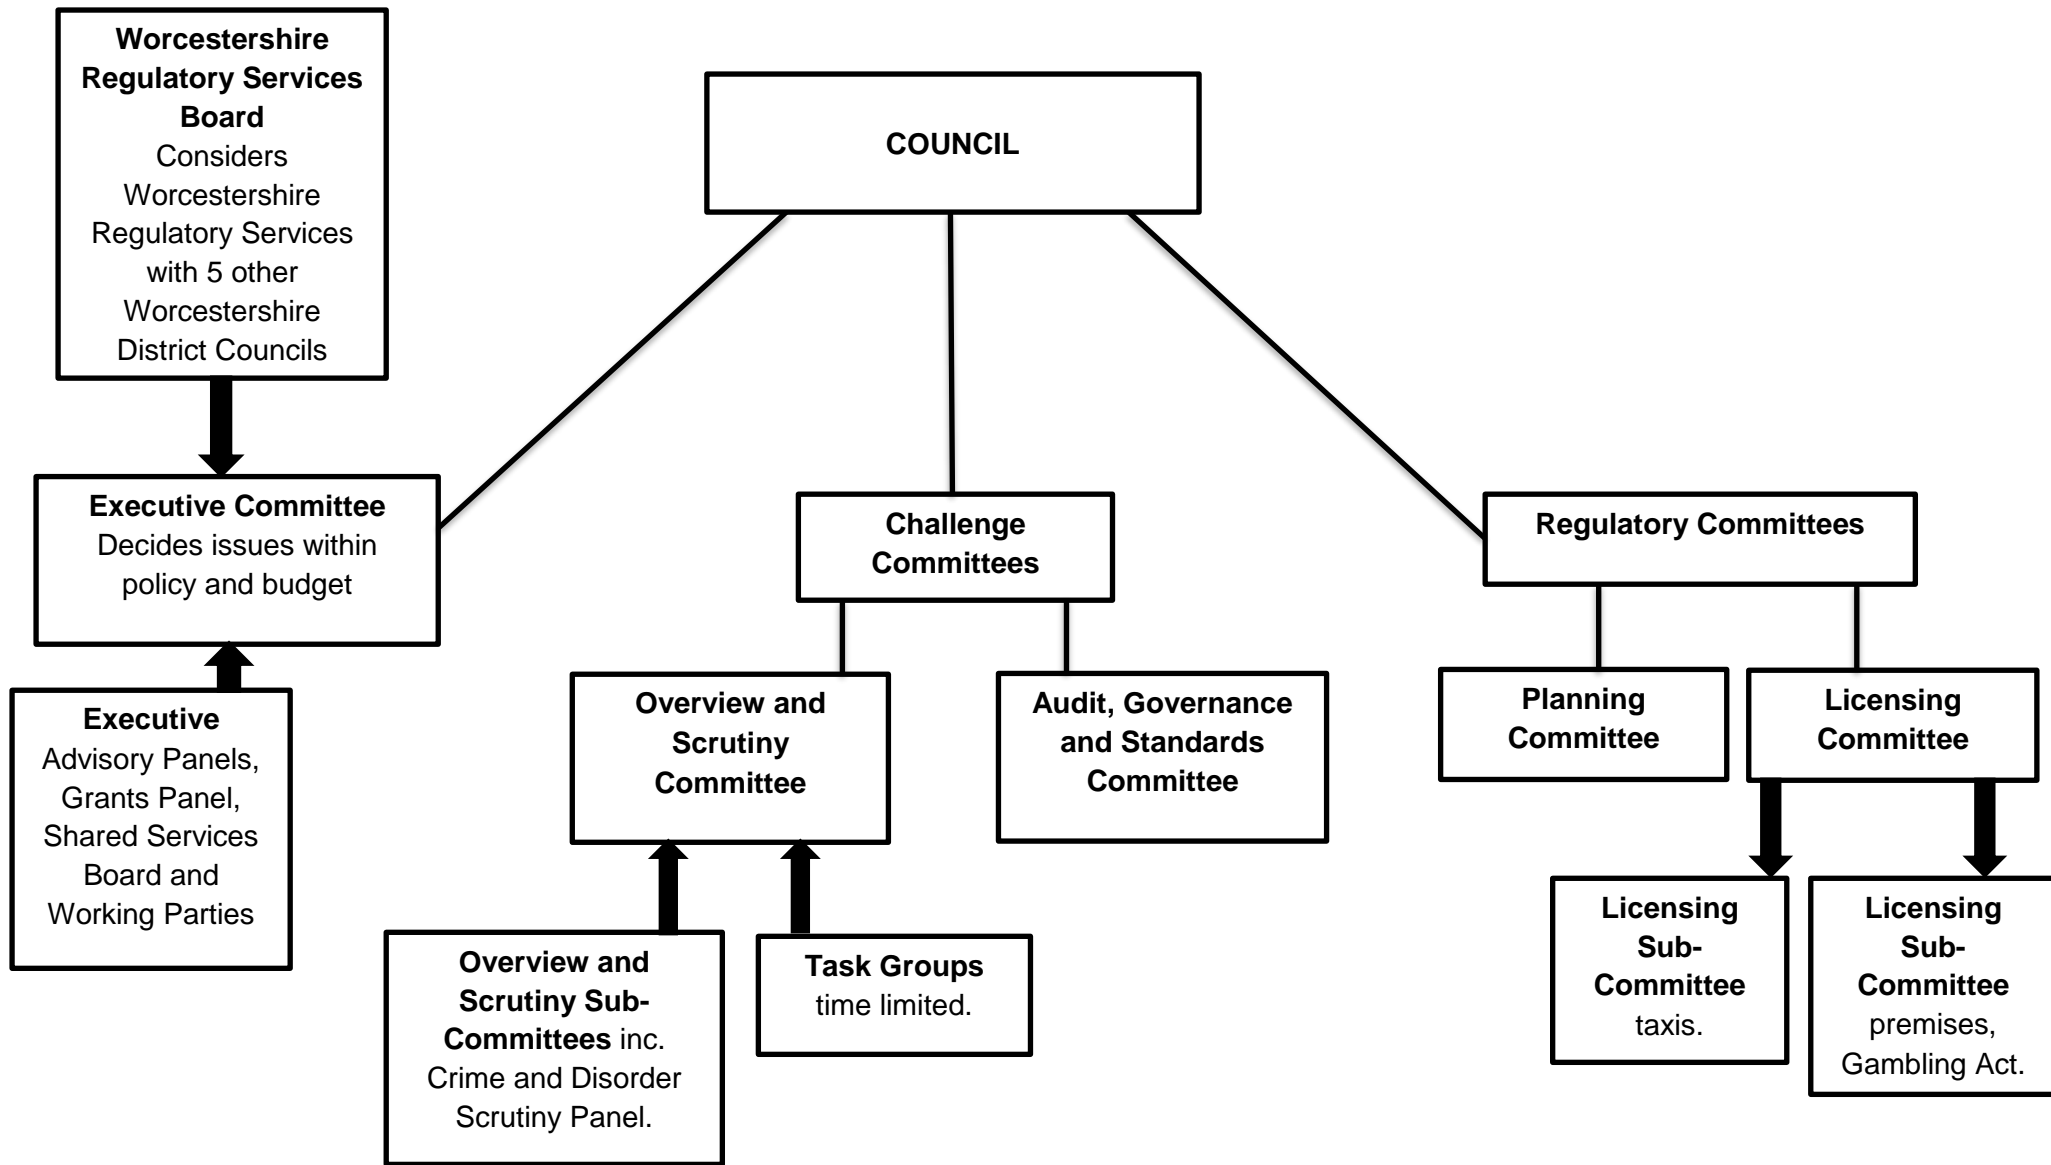 Worcestershire
Regulatory Services
Board
Considers
Worcestershire
Regulatory Services
with 5 other
Worcestershire
District Councils
COUNCIL
Executive Committee
Decides issues within
policy and budget
Challenge
Committees
Regulatory Committees
Executive
Advisory Panels,
Grants Panel,
Shared Services
Board and
Working Parties
Overview and
Scrutiny
Committee
Audit, Governance
and Standards
Committee
Planning
Committee
Licensing
Committee
Overview and
Scrutiny Sub-
Committees inc.
Crime and Disorder
Scrutiny Panel.
Task Groups
time limited.
Licensing
Sub-
Committee
taxis.
Licensing
Sub-
Committee
premises,
Gambling Act.